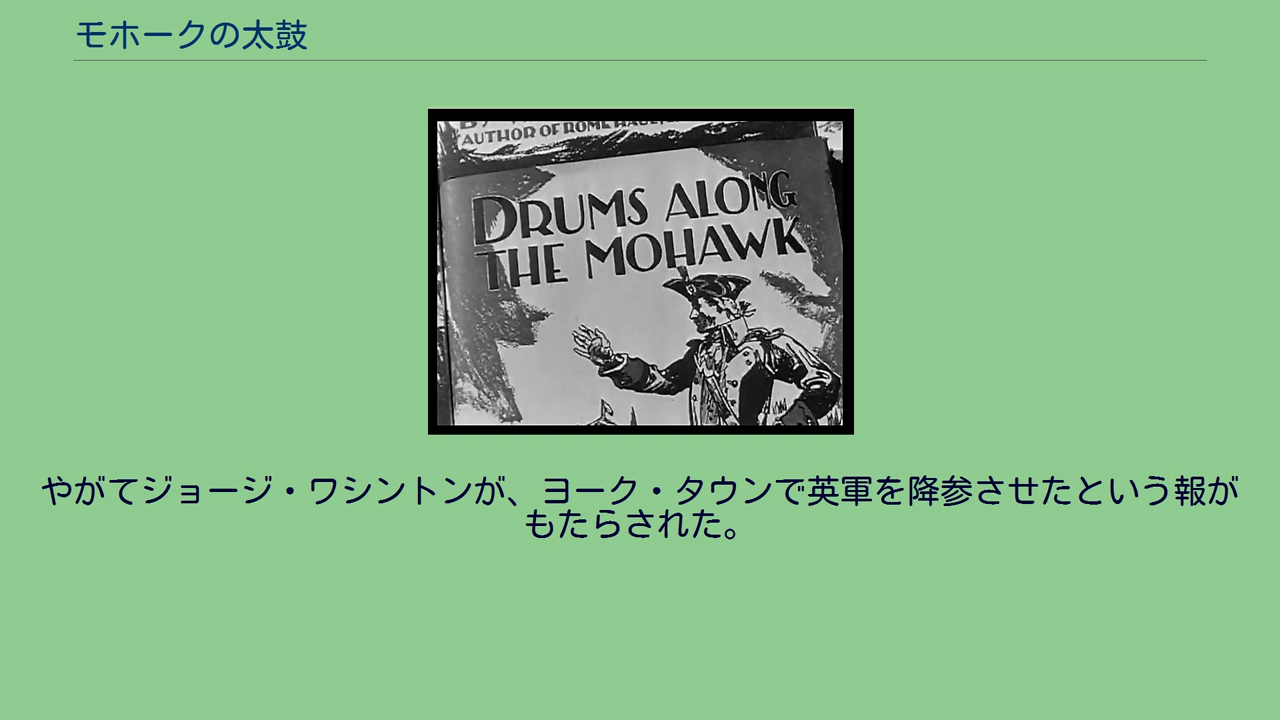 モホークの太鼓
AUTHOR OF ROME HAUL
DRUMS ALONG
THE MOHAWK
やがてジョージ・ワシントンが、ヨーク・タウンで英軍を降参させたという報が
もたらされた。